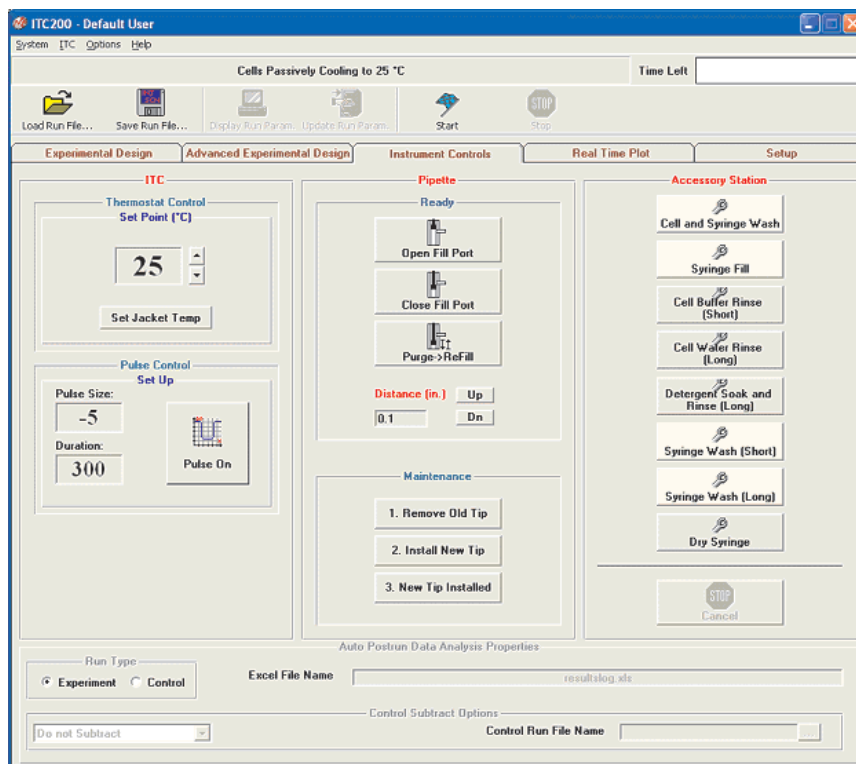 ITC200 - Default User
System ITC Options Help
Cells Passively Cooling to 25 °C
Time Left
Load Run File...
Save Run File...
Display Run Param.
Update Run Param.
Start
STOP
Stop
Experimental Design
Advanced Experimental Design
Instrument Controls
Real Time Plot
Setup
ITC
Thermostat Control
Set Point (°C)
25
Set Jacket Temp
Pulse Control
Set Up
Pulse Size:
-5
Duration:
300
Pulse On
Pipette
Ready
Open Fill Port
Close Fill Port
Purge->ReFill
Distance (in.)
Up
0.1
Dn
Maintenance
1. Remove Old Tip
2. Install New Tip
3. New Tip Installed
Accessory Station
Cell and Syringe Wash
Syringe Fill
Cell Buffer Rinse
(Short)
Cell Water Rinse
(Long)
Detergent Soak and
Rinse (Long)
Syringe Wash (Short)
Syringe Wash (Long)
Dry Syringe
STOP
Cancel
Auto Postrun Data Analysis Properties
Run Type
Experiment
Control
Excel File Name
resultslog.xls
Control Subtract Options
Do not Subtract
Control Run File Name
...